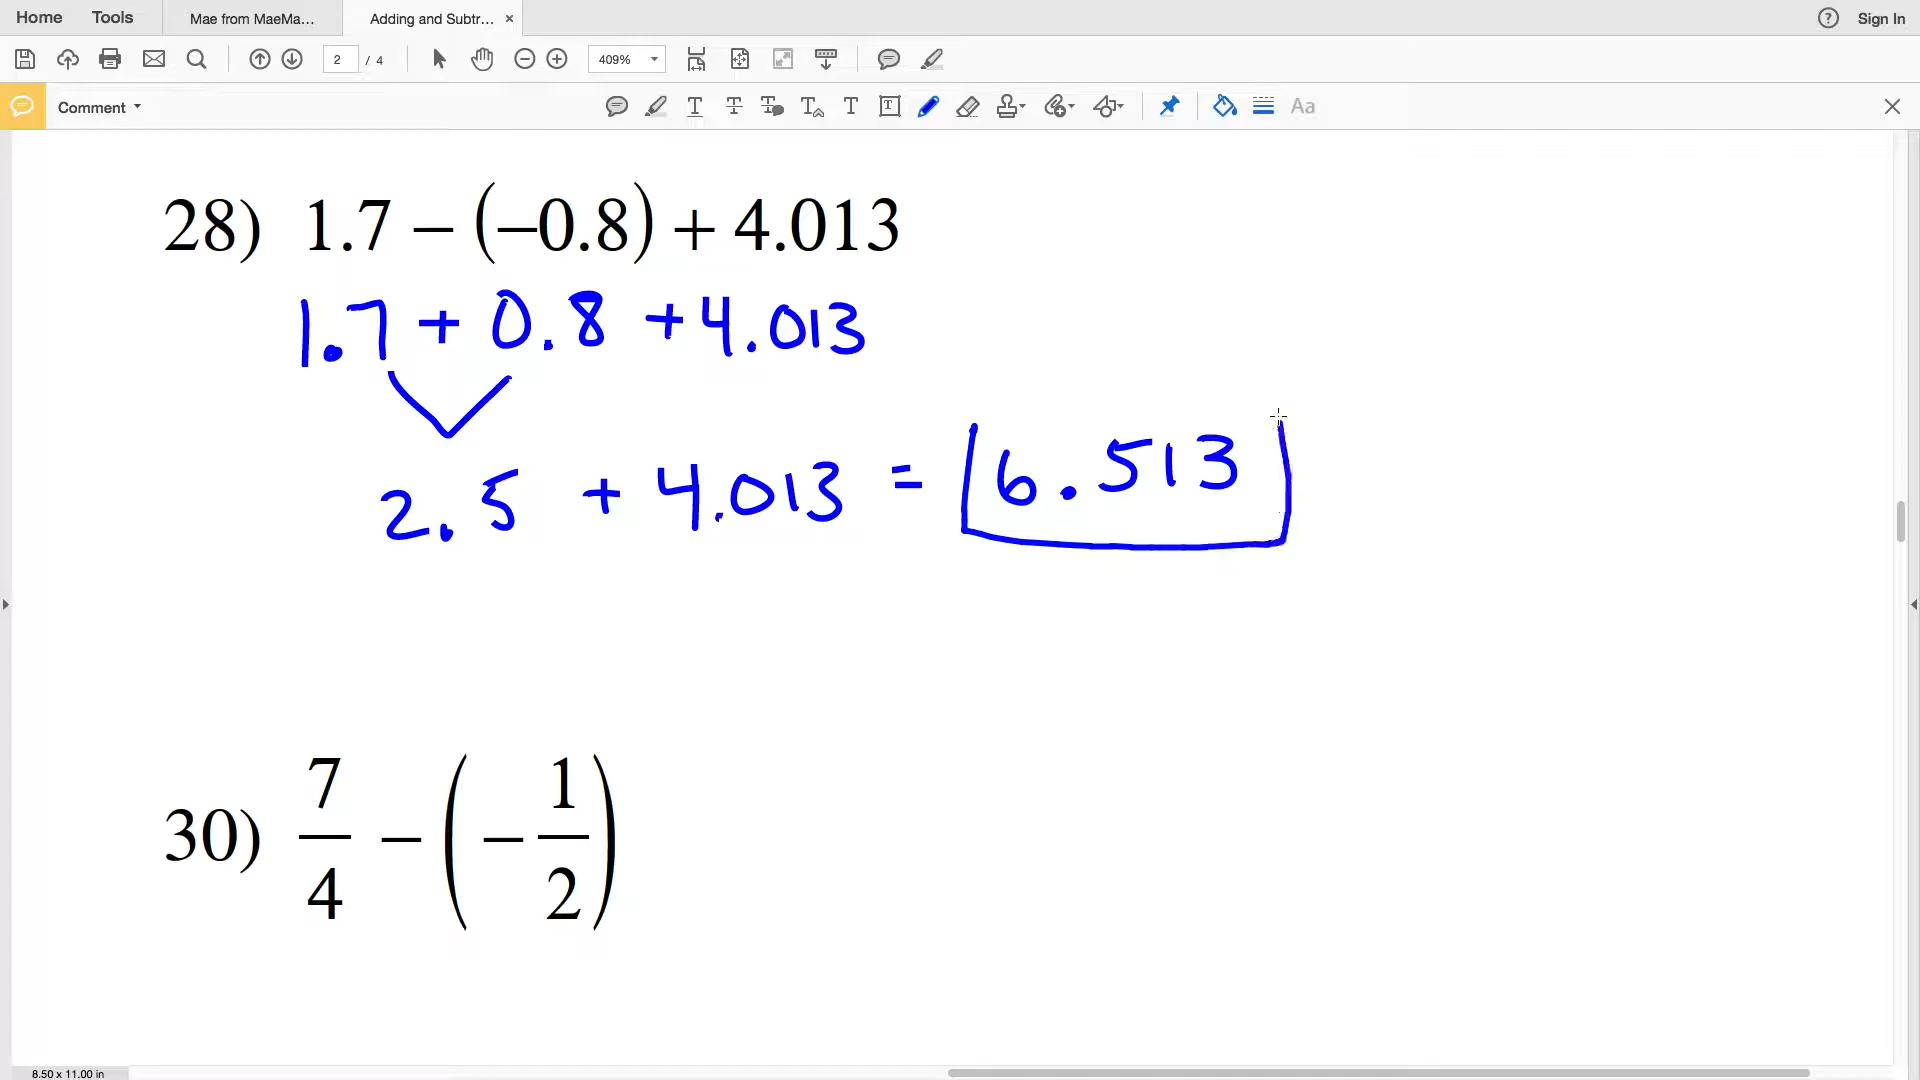 Home Tools Mae from MaeMa... Adding and Subtr... × ? Sign In
2 / 4 409%
Comment T T T T T T Aa
28) 1.7 − (−0.8) + 4.013
1.7 + 0.8 + 4.013
2.5 + 4.013 = 6.513
30) 7/4 − (− 1/2)
8.50 x 11.00 in